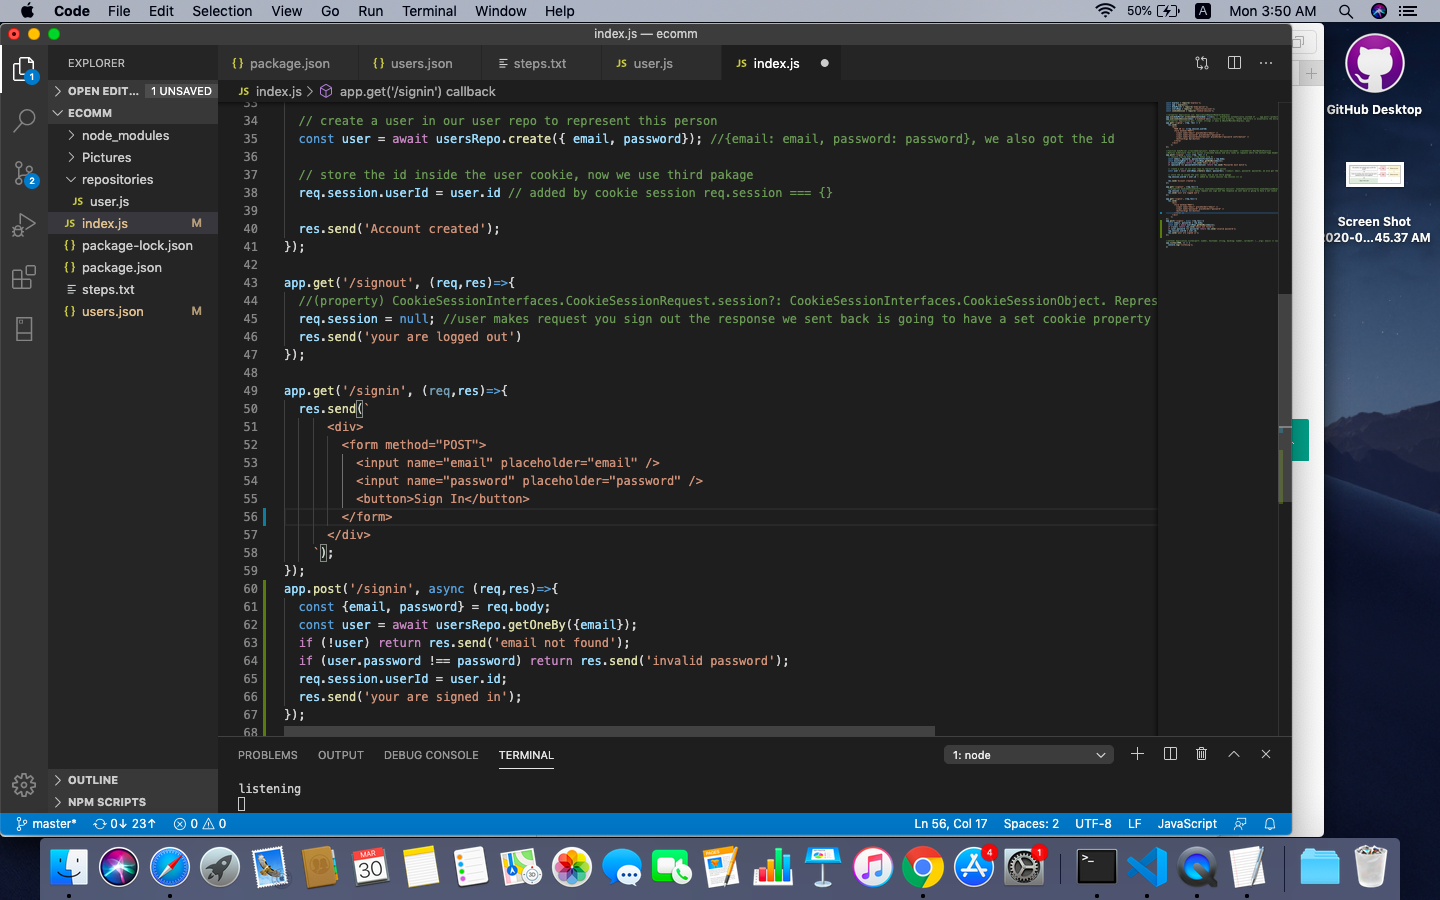 Code File Edit Selection View Go Run Terminal Window Help 50% A Mon 3:50 AM
index.js — ecomm
EXPLORER
{} package.json {} users.json steps.txt JS user.js JS index.js
OPEN EDIT... 1 UNSAVED
JS index.js > app.get('/signin') callback
ECOMM
node_modules
Pictures
repositories
JS user.js
JS index.js M
{} package-lock.json
{} package.json
steps.txt
{} users.json M
OUTLINE
NPM SCRIPTS
1
2
33
34 // create a user in our user repo to represent this person
35 const user = await usersRepo.create({ email, password}); //{email: email, password: password}, we also got the id
36
37 // store the id inside the user cookie, now we use third pakage
38 req.session.userId = user.id // added by cookie session req.session === {}
39
40 res.send('Account created');
41 });
42
43 app.get('/signout', (req,res)=>{
44 //(property) CookieSessionInterfaces.CookieSessionRequest.session?: CookieSessionInterfaces.CookieSessionObject. Repres
45 req.session = null; //user makes request you sign out the response we sent back is going to have a set cookie property
46 res.send('your are logged out')
47 });
48
49 app.get('/signin', (req,res)=>{
50 res.send(`
51 <div>
52 <form method="POST">
53 <input name="email" placeholder="email" />
54 <input name="password" placeholder="password" />
55 <button>Sign In</button>
56 </form>
57 </div>
58 `);
59 });
60 app.post('/signin', async (req,res)=>{
61 const {email, password} = req.body;
62 const user = await usersRepo.getOneBy({email});
63 if (!user) return res.send('email not found');
64 if (user.password !== password) return res.send('invalid password');
65 req.session.userId = user.id;
66 res.send('your are signed in');
67 });
68
PROBLEMS OUTPUT DEBUG CONSOLE TERMINAL 1: node
listening
master* 0↓ 23↑ 0 0 Ln 56, Col 17 Spaces: 2 UTF-8 LF JavaScript
GitHub Desktop
Screen Shot
2020-0...45.37 AM
MAR
30
4
1
>_